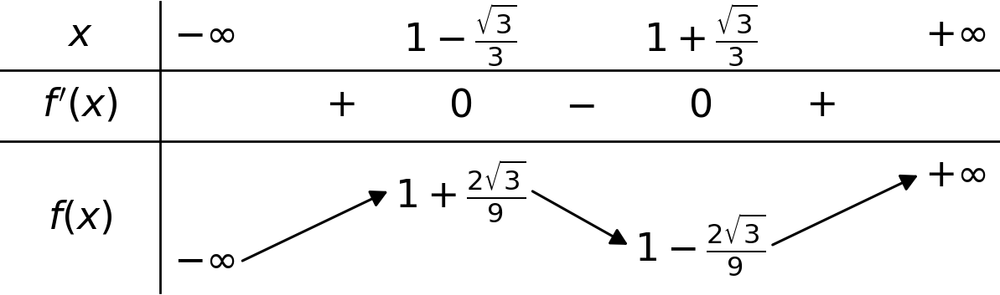 x −∞ 1 − √3/3 1 + √3/3 +∞
f′(x) + 0 − 0 +
f(x) −∞ 1 + 2√3/9 1 − 2√3/9 +∞